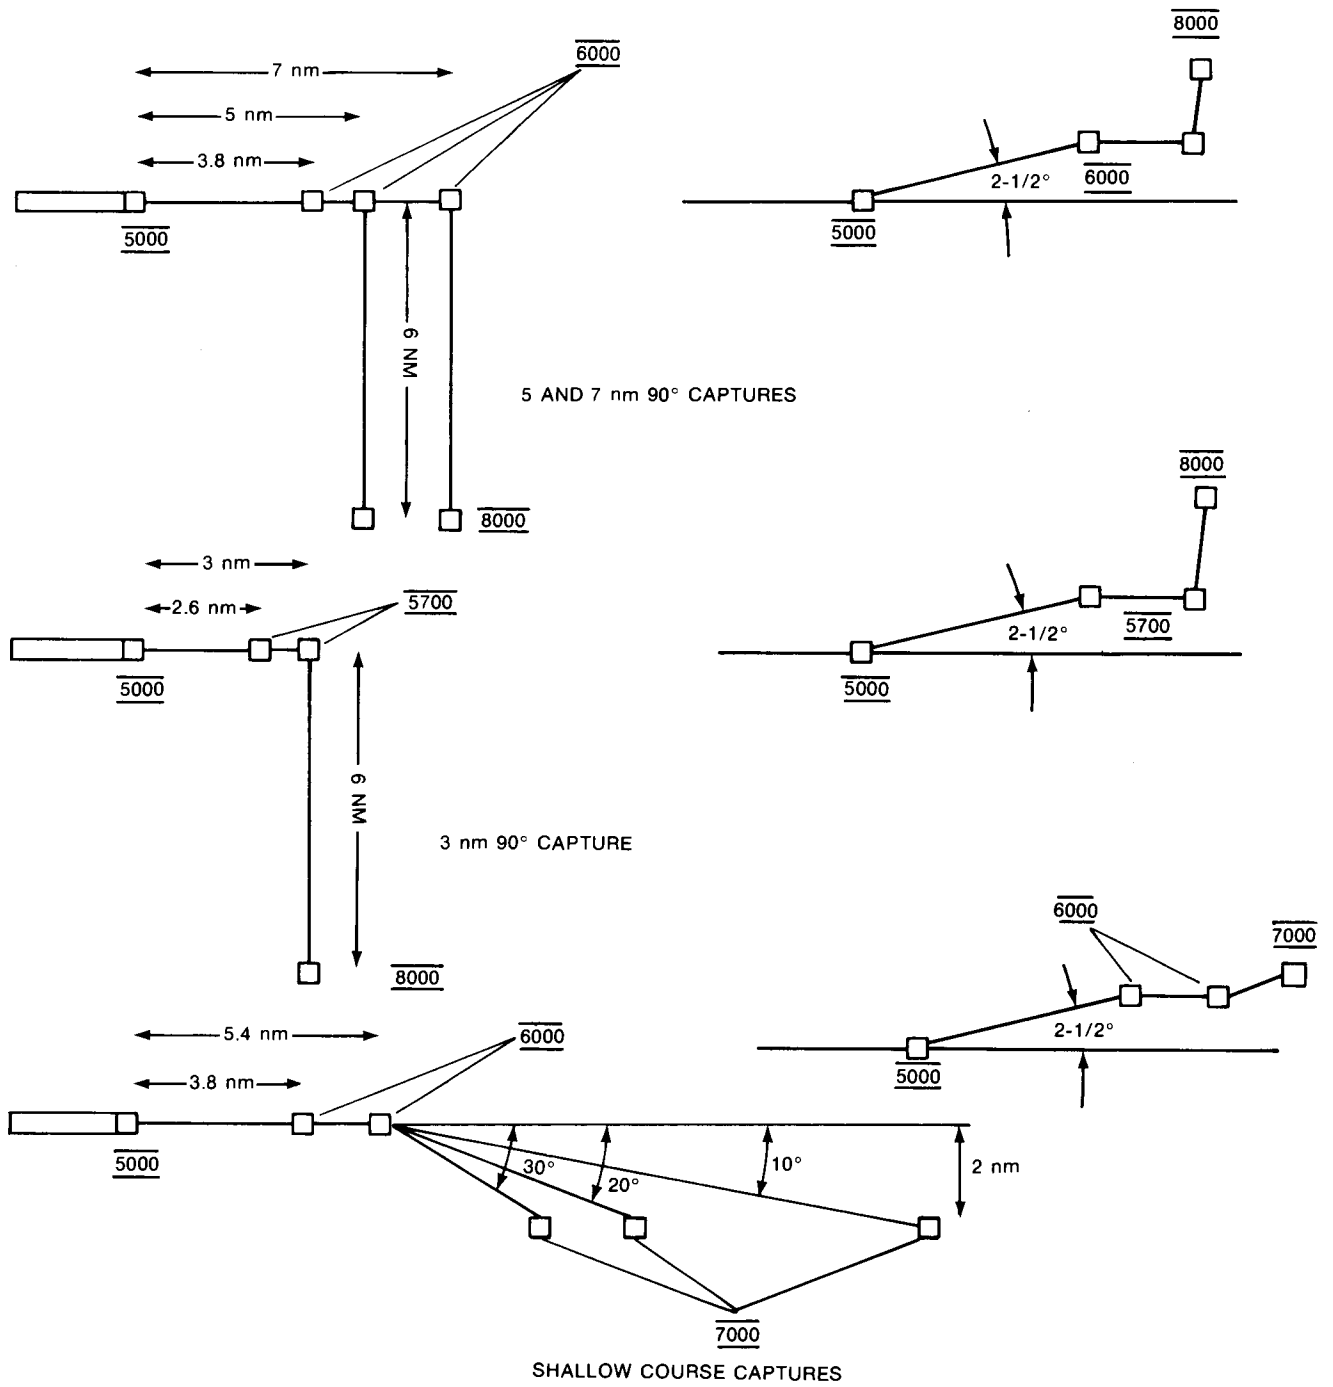 7 nm
5 nm
3.8 nm
6000
5000
6 NM
8000
8000
2-1/2°
6000
5000
5 AND 7 nm 90° CAPTURES
3 nm
2.6 nm
5700
5000
6 NM
8000
8000
2-1/2°
5700
5000
3 nm 90° CAPTURE
5.4 nm
3.8 nm
6000
5000
30°
20°
10°
2 nm
7000
6000
7000
2-1/2°
5000
SHALLOW COURSE CAPTURES